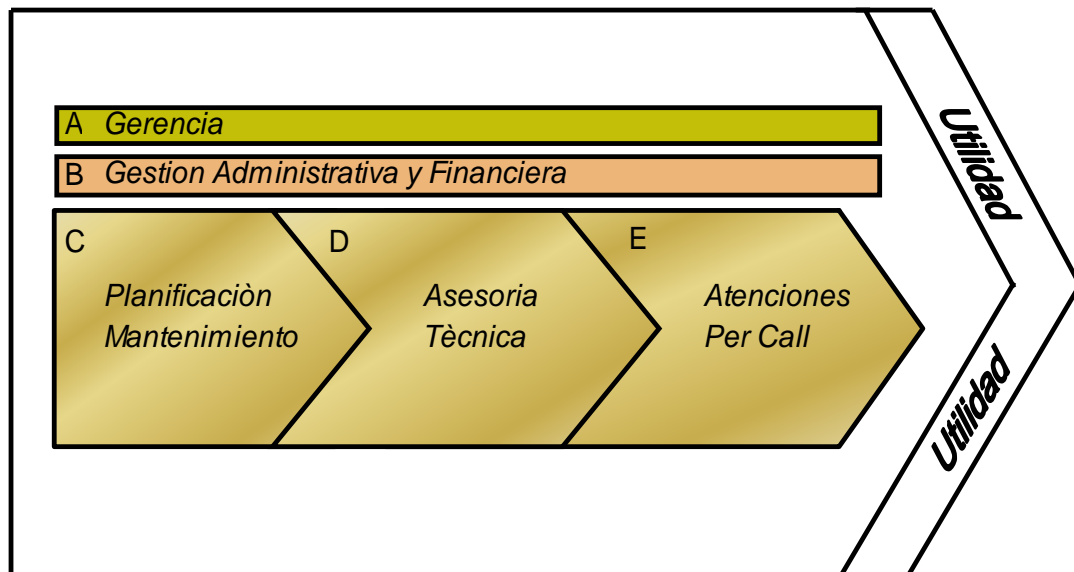 A Gerencia
B Gestion Administrativa y Financiera
C
Planificaciòn
Mantenimiento
D
Asesoria
Tècnica
E
Atenciones
Per Call
Utilidad
Utilidad